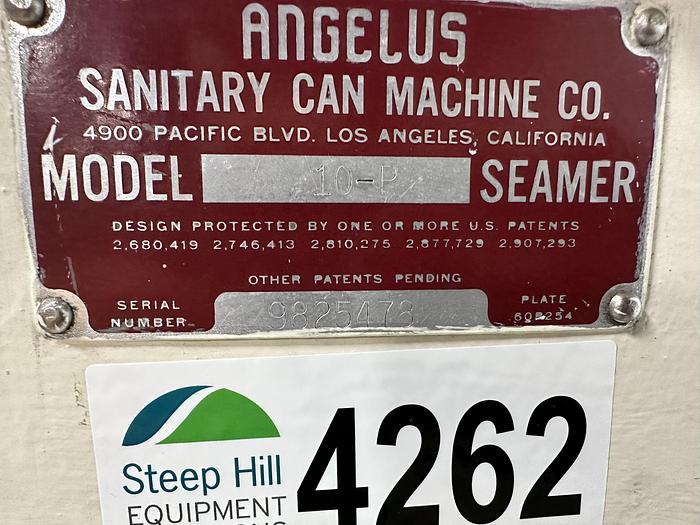 ANGELUS
SANITARY CAN MACHINE CO.
4900 PACIFIC BLVD. LOS ANGELES, CALIFORNIA
MODEL 10-P SEAMER
DESIGN PROTECTED BY ONE OR MORE U.S. PATENTS
2,680,419 2,746,413 2,810,275 2,877,729 2,907,293
OTHER PATENTS PENDING
SERIAL NUMBER 9825478 PLATE
Steep Hill
EQUIPMENT
4262